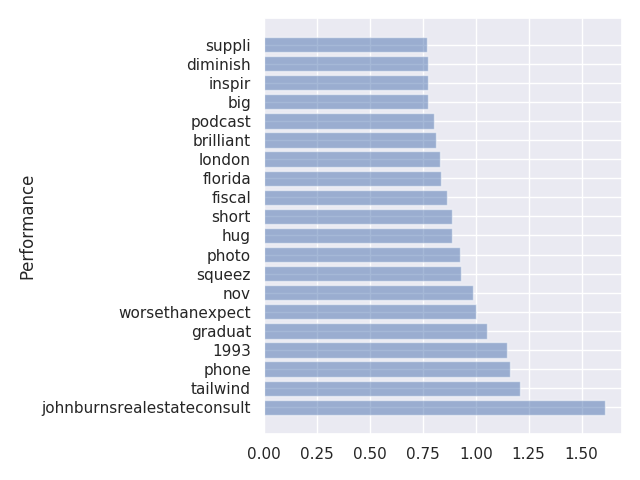 suppli
diminish
inspir
big
podcast
brilliant
london
florida
fiscal
short
hug
photo
squeez
nov
worsethanexpect
graduat
1993
phone
tailwind
johnburnsrealestateconsult
Performance
0.00 0.25 0.50 0.75 1.00 1.25 1.50